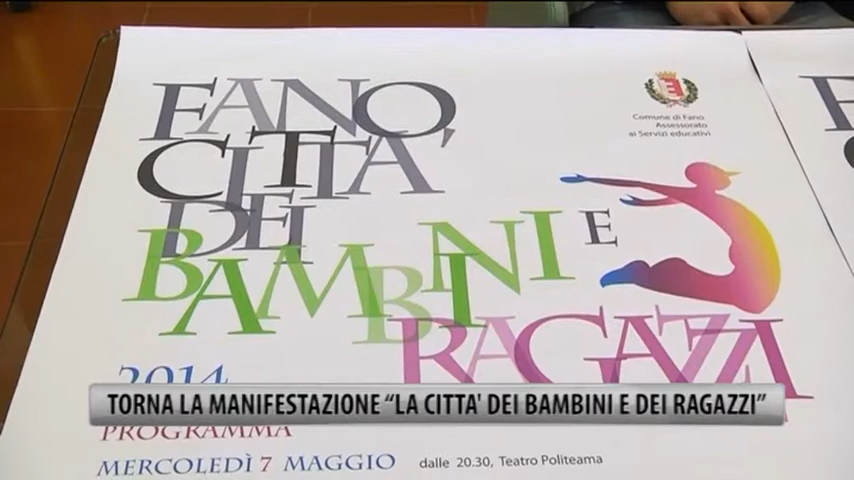 FANO
CITTA'
DEI
BAMBINI E
RAGAZZI
Comune di Fano
Assessorato
ai Servizi educativi
2014
TORNA LA MANIFESTAZIONE “LA CITTA' DEI BAMBINI E DEI RAGAZZI”
PROGRAMMA
MERCOLEDÌ 7 MAGGIO dalle 20.30, Teatro Politeama